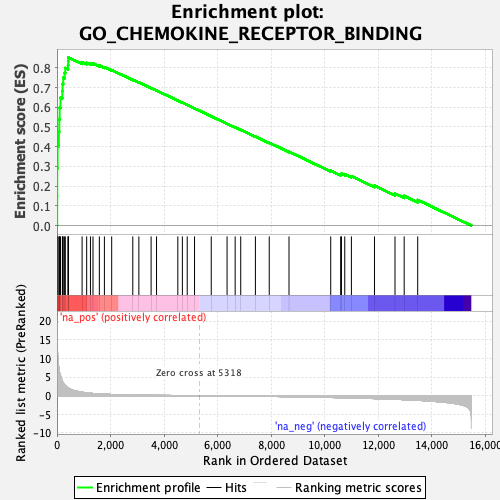 Enrichment plot:
GO_CHEMOKINE_RECEPTOR_BINDING
Enrichment score (ES)
0.8
0.7
0.6
0.5
0.4
0.3
0.2
0.1
0.0
'na_pos' (positively correlated)
Ranked list metric (PreRanked)
20
15
10
5
0
-5
-10
Zero cross at 5318
'na_neg' (negatively correlated)
0 2,000 4,000 6,000 8,000 10,000 12,000 14,000 16,000
Rank in Ordered Dataset
Enrichment profile Hits Ranking metric scores